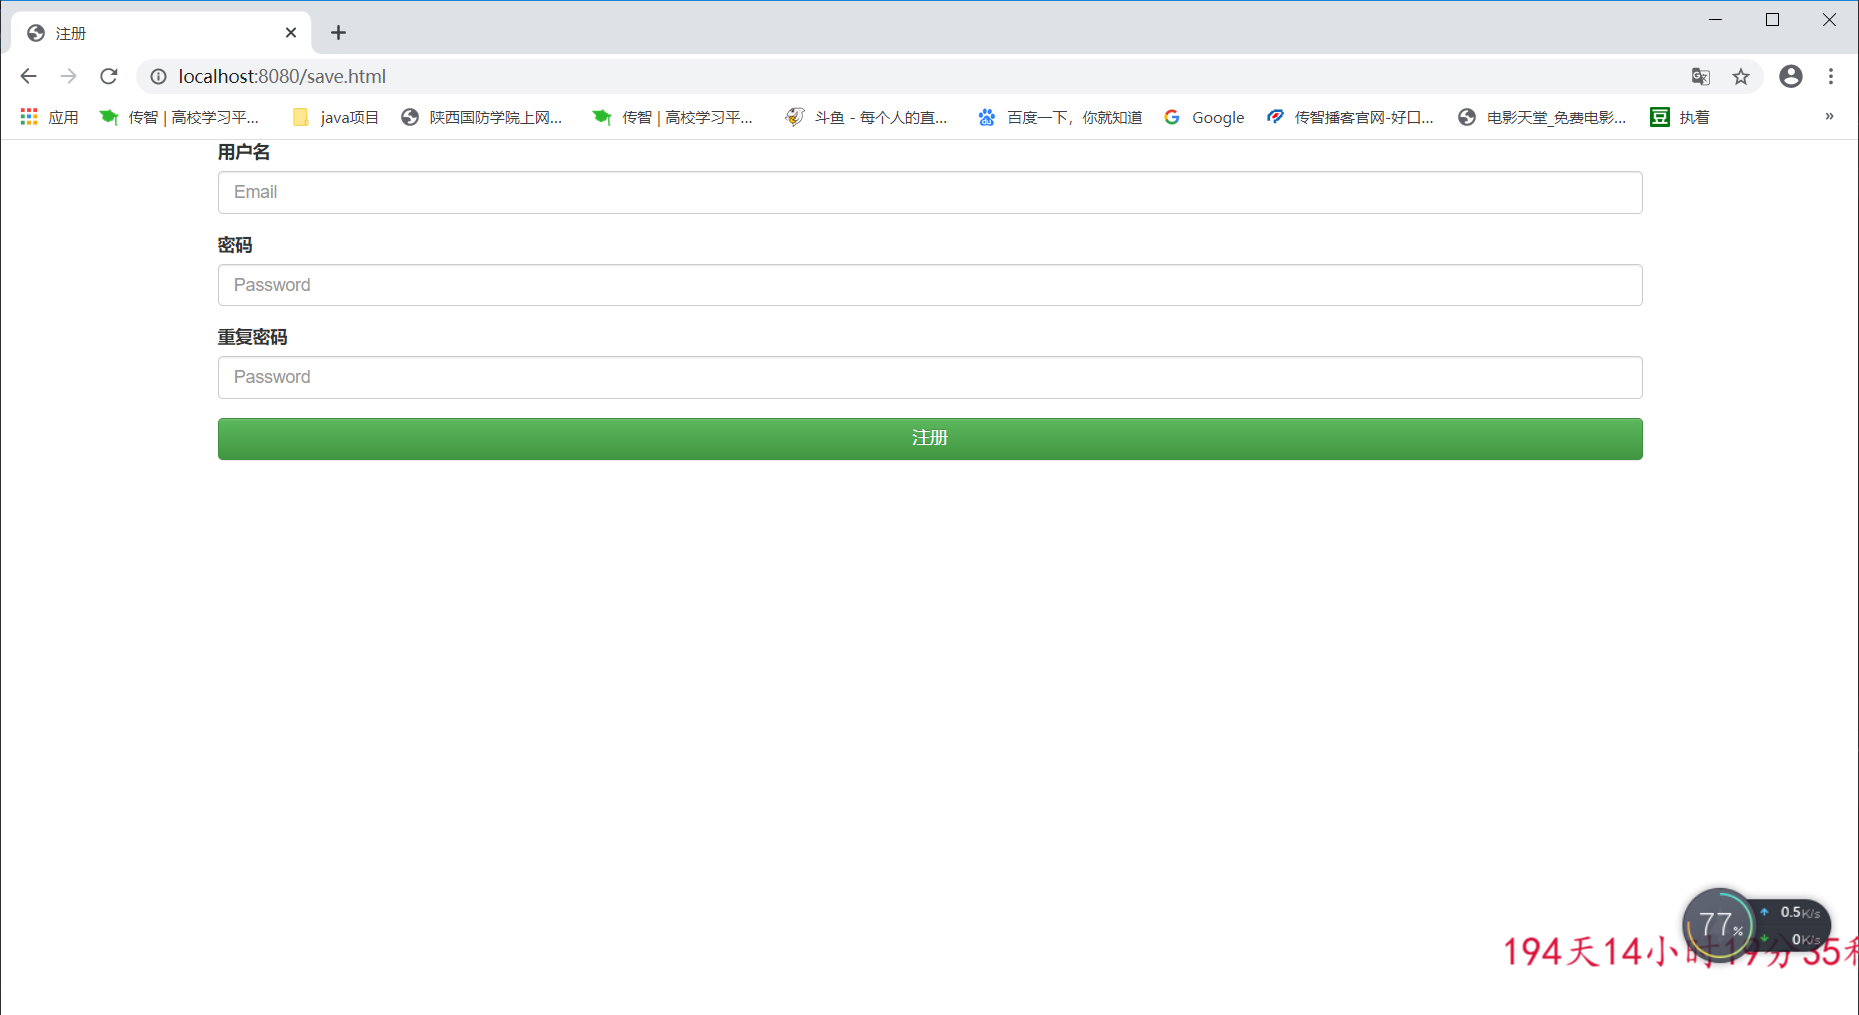 注册
localhost:8080/save.html
应用 传智 | 高校学习平... java项目 陕西国防学院上网... 传智 | 高校学习平... 斗鱼 - 每个人的直... 百度一下，你就知道 Google 传智播客官网-好口... 电影天堂_免费电影... 执着 »
用户名
Email
密码
Password
重复密码
Password
注册
77%
0.5K/s
0K/s
194天14小时19分35秒